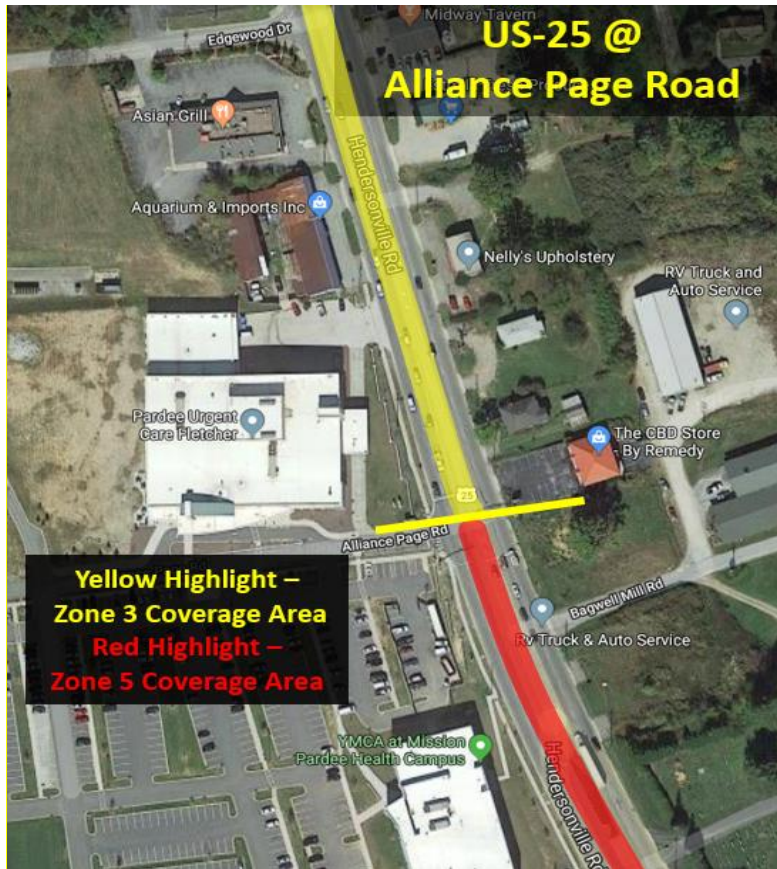 Midway Tavern
US-25 @
Alliance Page Road
Edgewood Dr
Asian Grill
Hendersonville Rd
Aquarium & Imports Inc
Nelly's Upholstery
RV Truck and
Auto Service
Pardee Urgent
Care Fletcher
The CBD Store
- By Remedy
25
Alliance Page Rd
Yellow Highlight –
Zone 3 Coverage Area
Red Highlight –
Zone 5 Coverage Area
Bagwell Mill Rd
Rv Truck & Auto Service
YMCA at Mission
Pardee Health Campus
Hendersonville Rd